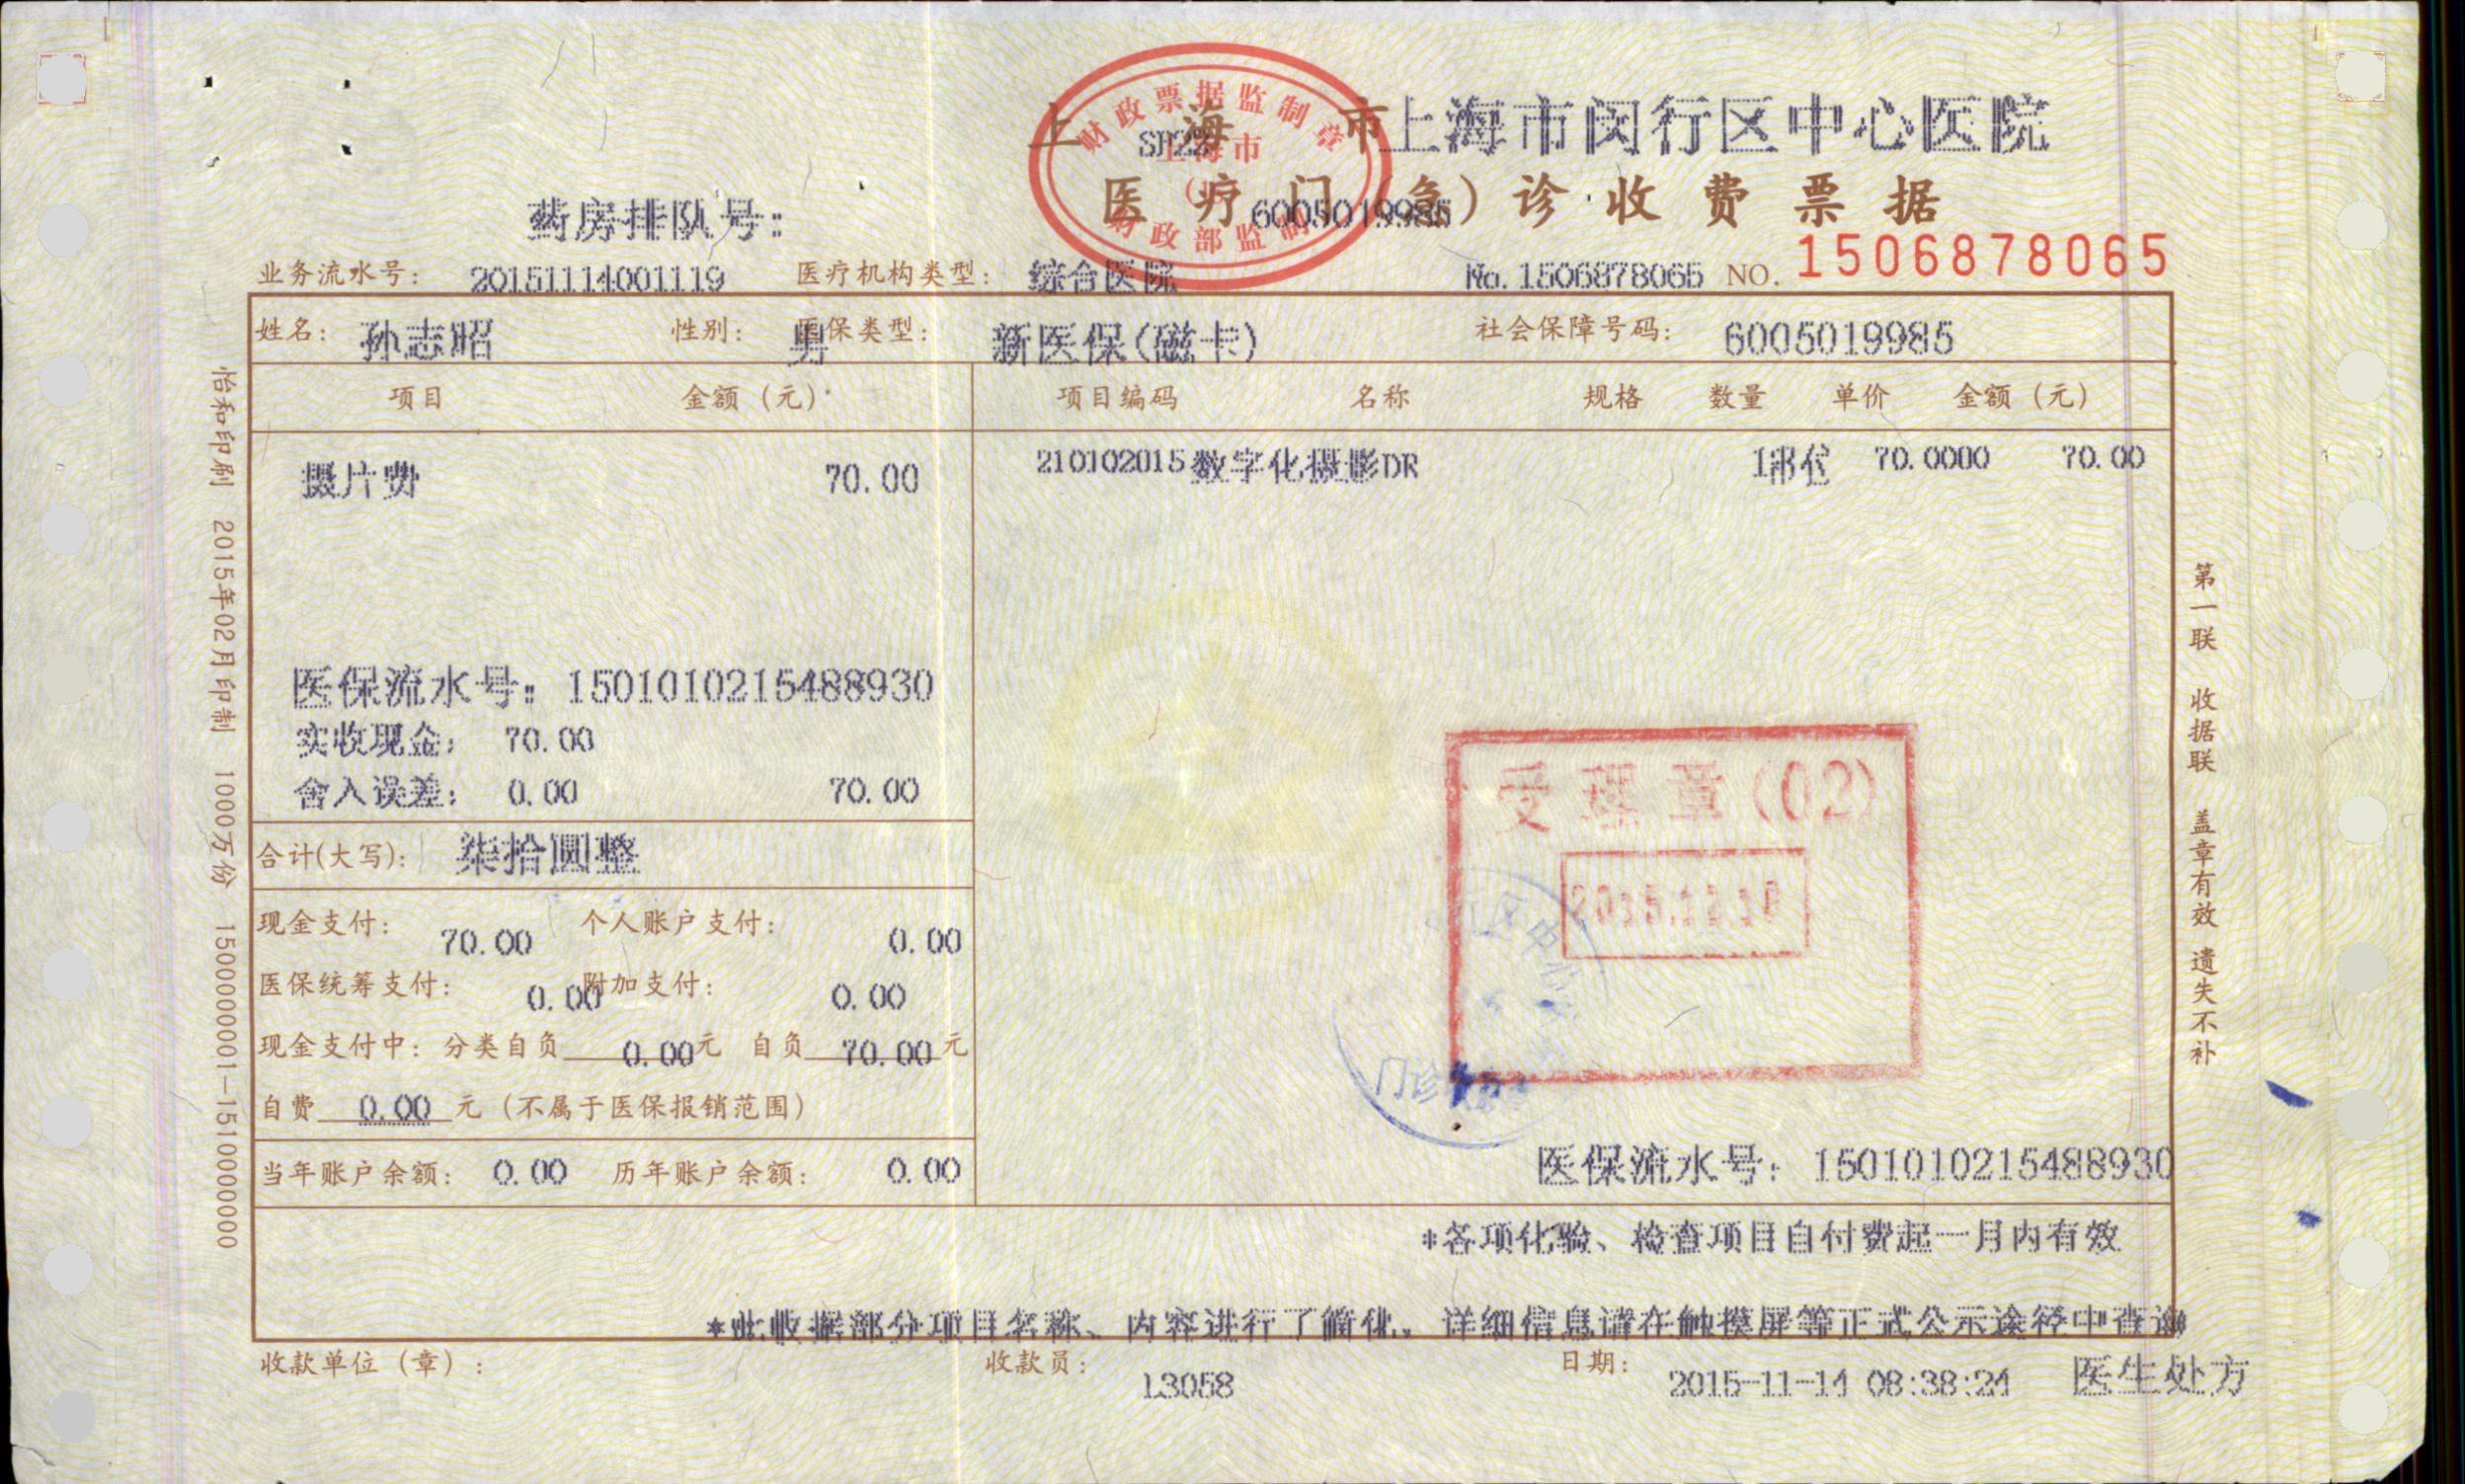 财政票据监制章
上海市
财政部监制
SH22
上海市上海市闵行区中心医院
医疗门(急)诊收费票据
6005019985
药房排队号:
业务流水号: 20151114001119 医疗机构类型: 综合医院 No. 1506878065 NO. 1506878065
姓名: 孙志昭 性别: 男 医保类型: 新医保(磁卡) 社会保障号码: 6005019985
项目 金额(元) 项目编码 名称 规格 数量 单价 金额(元)
摄片费 70.00 210102015 数字化摄影DR 1部位 70.0000 70.00
医保流水号: 1501010215488930
实收现金: 70.00
舍入误差: 0.00 70.00
合计(大写): 柒拾圆整
现金支付: 70.00 个人账户支付: 0.00
医保统筹支付: 0.00 附加支付: 0.00
现金支付中: 分类自负 0.00 元 自负 70.00 元
自费 0.00 元(不属于医保报销范围)
当年账户余额: 0.00 历年账户余额: 0.00
受理章(02)
区中心
门诊
医保流水号: 1501010215488930
*各项化验、检查项目自付费起一月内有效
*此收据部分项目名称、内容进行了简化,详细信息请在触摸屏等正式公示途径中查询
收款单位(章): 收款员: 13058 日期: 2015-11-14 08:38:24 医生处方
怡和印刷 2015年02月印制 1000万份 1500000001-1510000000
第一联 收据联 盖章有效 遗失不补